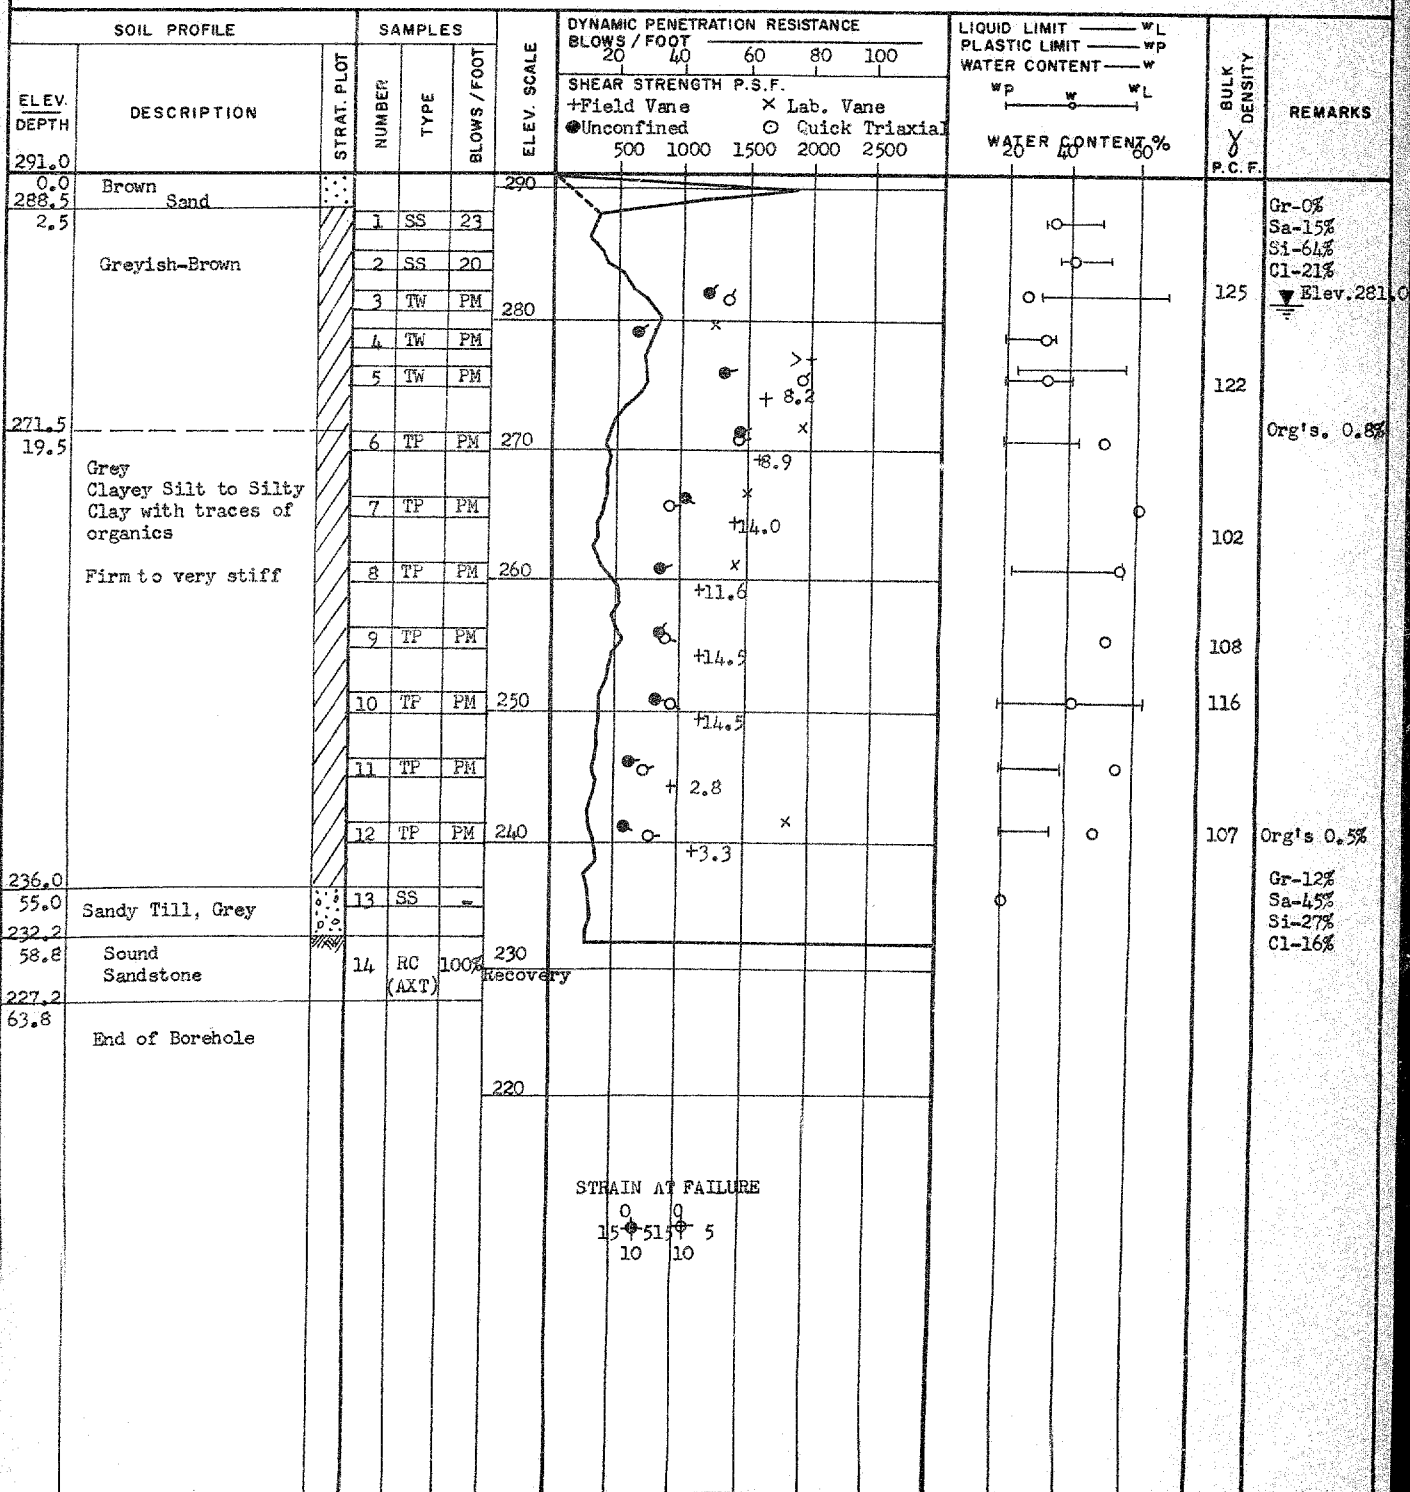 SOIL PROFILE
SAMPLES
ELEV. SCALE
DYNAMIC PENETRATION RESISTANCE
BLOWS / FOOT
20 40 60 80 100
SHEAR STRENGTH P.S.F.
+Field Vane × Lab. Vane
●Unconfined ⊙ Quick Triaxial
500 1000 1500 2000 2500
LIQUID LIMIT — wL
PLASTIC LIMIT — wP
WATER CONTENT — w
wP w wL
WATER CONTENT %
20 40 60
BULK DENSITY
γ
P.C.F.
REMARKS
ELEV.
DEPTH
DESCRIPTION
STRAT. PLOT
NUMBER
TYPE
BLOWS / FOOT
291.0
0.0 Brown
Sand
288.5
2.5
290
Gr-0%
Sa-15%
Si-64%
Cl-21%
1 SS 23
Greyish-Brown
2 SS 20
3 TW PM
125
Elev.281.0
280
4 TW PM
>+
5 TW PM
122
+ 8.2
271.5
19.5
Org's. 0.8%
6 TP PM
270
+8.9
Grey
Clayey Silt to Silty
Clay with traces of
organics
7 TP PM
+14.0
102
Firm to very stiff
8 TP PM
260
+11.6
9 TP PM
108
+14.5
10 TP PM
250
116
+14.5
11 TP PM
+ 2.8
12 TP PM
240
107
Org's 0.5%
+3.3
236.0
55.0
Sandy Till, Grey
13 SS -
Gr-12%
Sa-45%
Si-27%
Cl-16%
232.2
58.8
Sound
Sandstone
14 RC 100%
(AXT)
230
Recovery
227.2
63.8
End of Borehole
220
STRAIN AT FAILURE
0 0
15 5 15 5
10 10